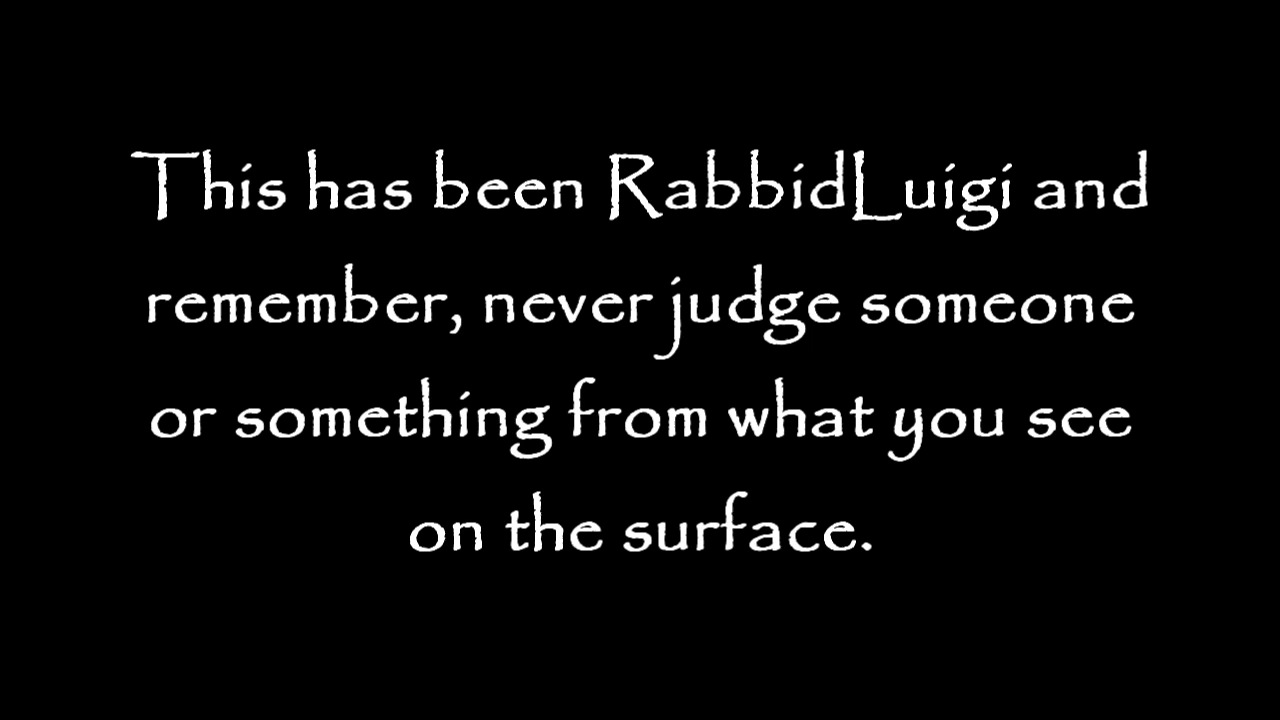 This has been RabbidLuigi and
remember, never judge someone
or something from what you see
on the surface.